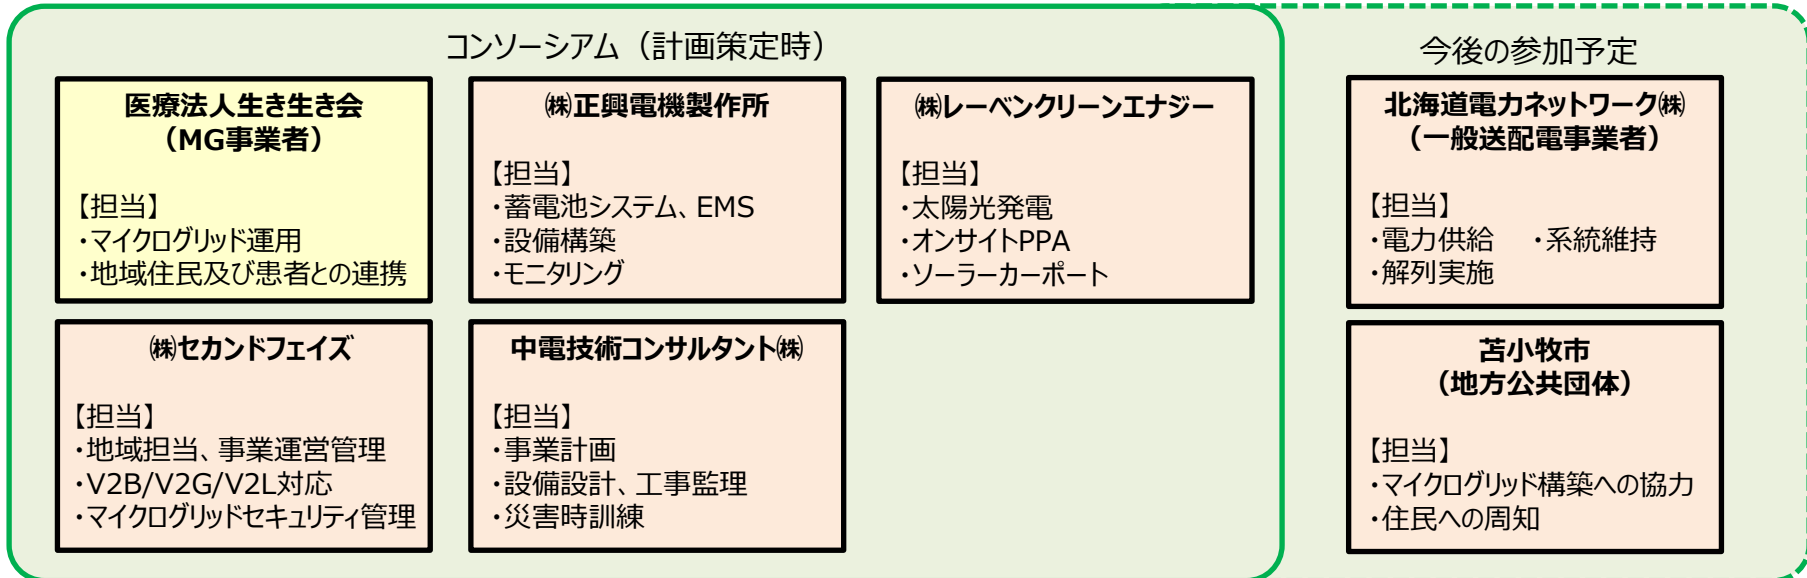 コンソーシアム（計画策定時）
医療法人生き生き会
（MG事業者）
【担当】
・マイクログリッド運用
・地域住民及び患者との連携
㈱正興電機製作所
【担当】
・蓄電池システム、EMS
・設備構築
・モニタリング
㈱レーベンクリーンエナジー
【担当】
・太陽光発電
・オンサイトPPA
・ソーラーカーポート
㈱セカンドフェイズ
【担当】
・地域担当、事業運営管理
・V2B/V2G/V2L対応
・マイクログリッドセキュリティ管理
中電技術コンサルタント㈱
【担当】
・事業計画
・設備設計、工事監理
・災害時訓練
今後の参加予定
北海道電力ネットワーク㈱
（一般送配電事業者）
【担当】
・電力供給　・系統維持
・解列実施
苫小牧市
（地方公共団体）
【担当】
・マイクログリッド構築への協力
・住民への周知